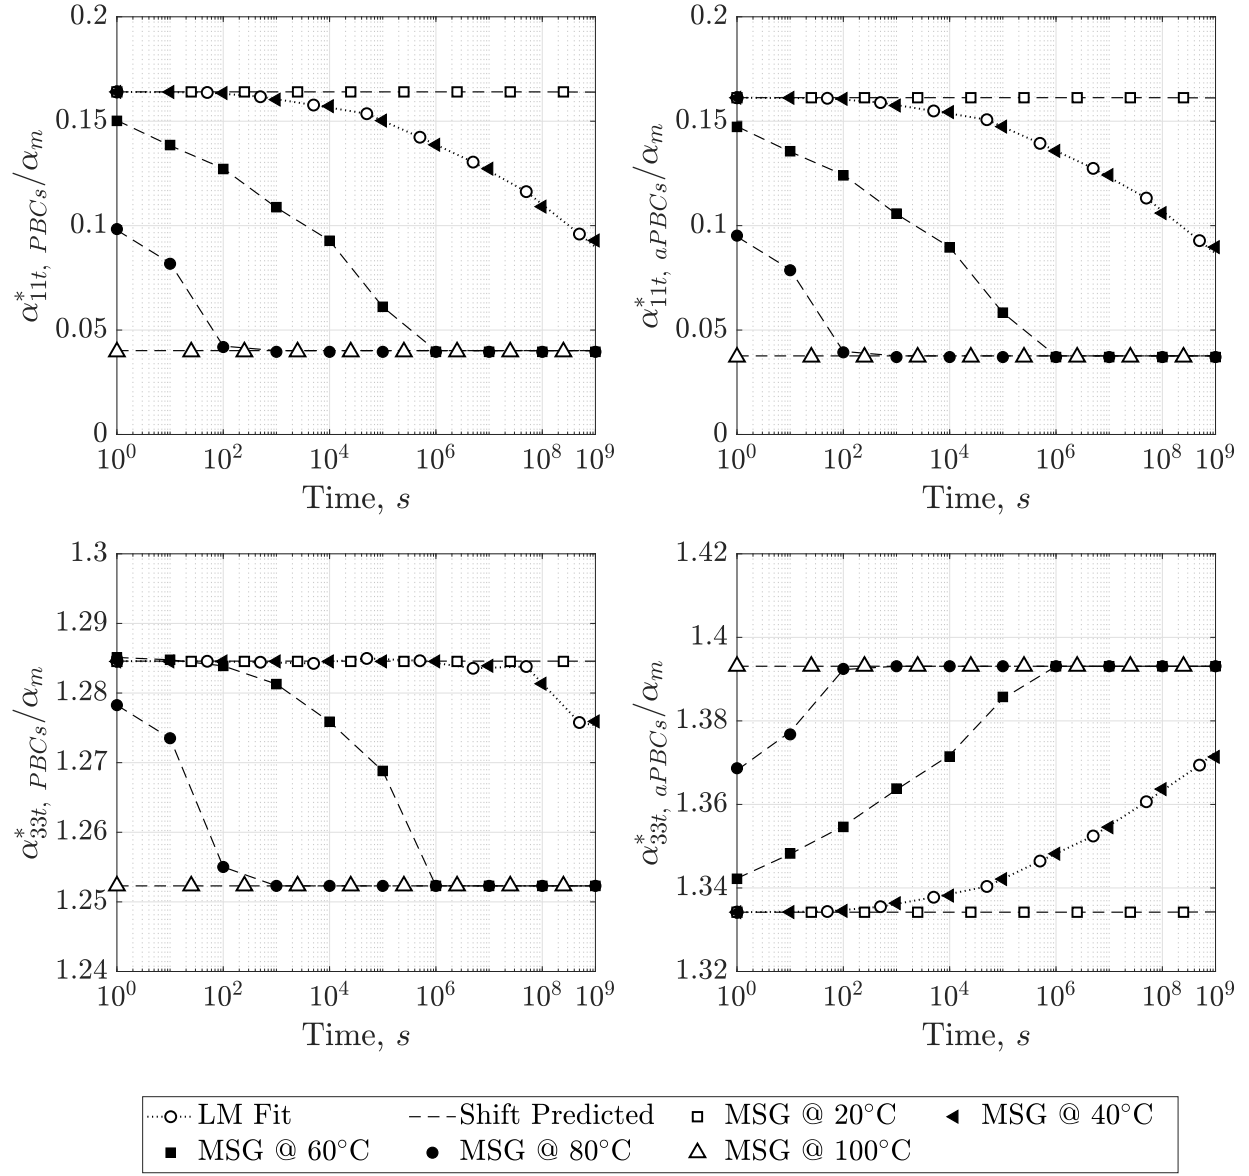 0.2
0.15
0.1
0.05
0
α*11t, PBCs/αm
10^0 10^2 10^4 10^6 10^8 10^9
Time, s
0.2
0.15
0.1
0.05
0
α*11t, aPBCs/αm
10^0 10^2 10^4 10^6 10^8 10^9
Time, s
1.3
1.29
1.28
1.27
1.26
1.25
1.24
α*33t, PBCs/αm
10^0 10^2 10^4 10^6 10^8 10^9
Time, s
1.42
1.4
1.38
1.36
1.34
1.32
α*33t, aPBCs/αm
10^0 10^2 10^4 10^6 10^8 10^9
Time, s
LM Fit Shift Predicted MSG @ 20°C MSG @ 40°C
MSG @ 60°C MSG @ 80°C MSG @ 100°C